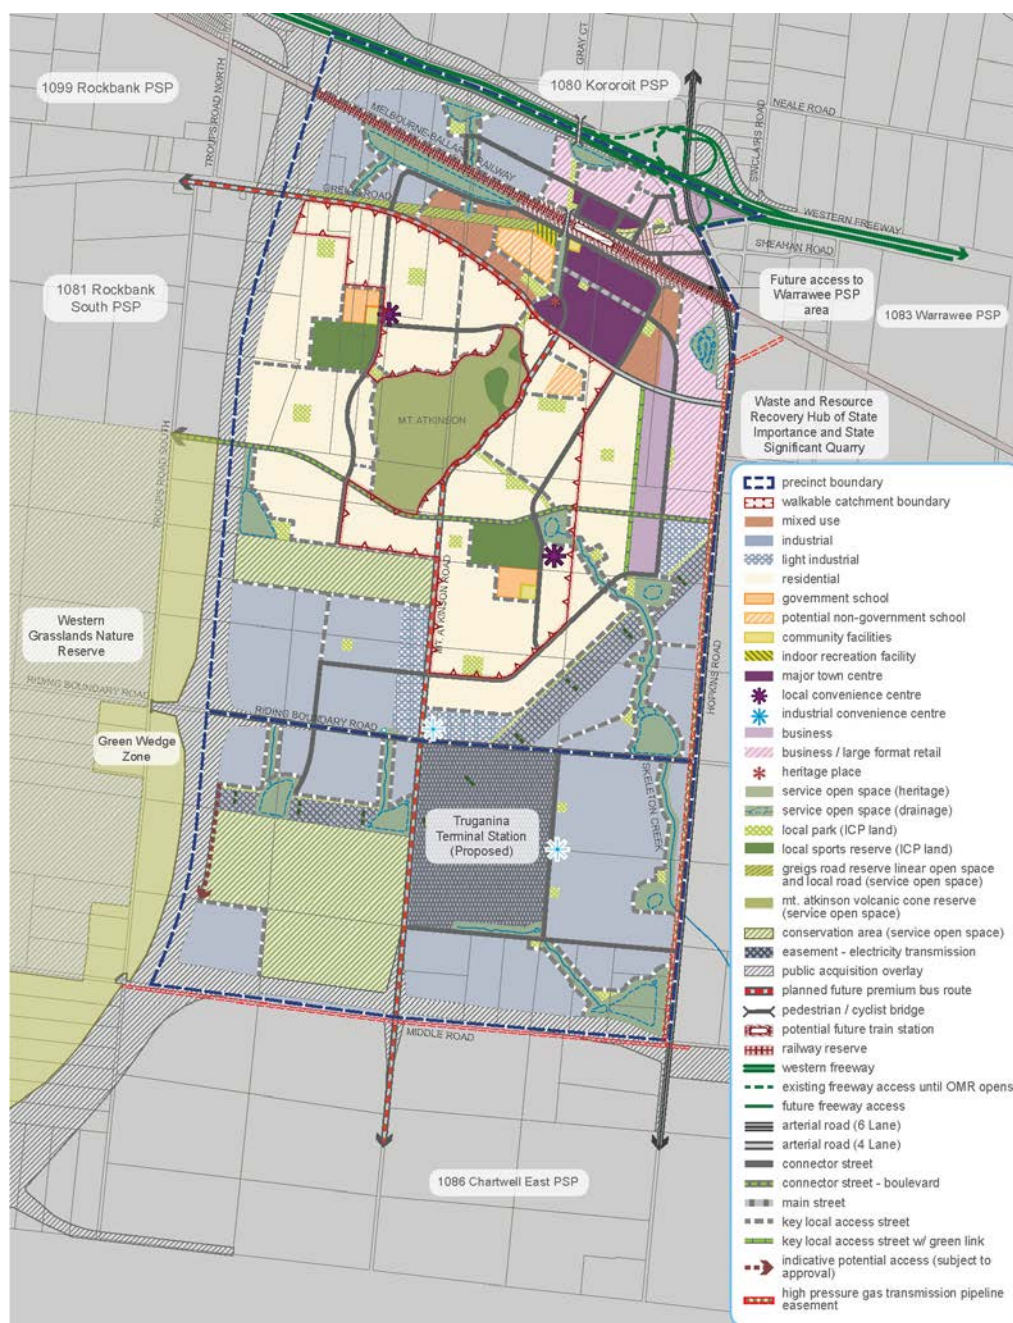 GRAY CT
1099 Rockbank PSP
1080 Kororoit PSP
TROUPS ROAD NORTH
NEALE ROAD
SINCLAIRS ROAD
MELBOURNE-BALLARAT RAILWAY
GREIGS ROAD
WESTERN FREEWAY
SHEAHAN ROAD
1081 Rockbank
South PSP
Future access to
Warrawee PSP
area
1083 Warrawee PSP
MT. ATKINSON
Waste and Resource
Recovery Hub of State
Importance and State
Significant Quarry
TROUPS ROAD SOUTH
MT. ATKINSON ROAD
HOPKINS ROAD
Western
Grasslands Nature
Reserve
RIDING BOUNDARY ROAD
RIDING BOUNDARY ROAD
Green Wedge
Zone
SKELETON CREEK
Truganina
Terminal Station
(Proposed)
MIDDLE ROAD
1086 Chartwell East PSP
precinct boundary
walkable catchment boundary
mixed use
industrial
light industrial
residential
government school
potential non-government school
community facilities
indoor recreation facility
major town centre
local convenience centre
industrial convenience centre
business
business / large format retail
heritage place
service open space (heritage)
service open space (drainage)
local park (ICP land)
local sports reserve (ICP land)
greigs road reserve linear open space
and local road (service open space)
mt. atkinson volcanic cone reserve
(service open space)
conservation area (service open space)
easement - electricity transmission
public acquisition overlay
planned future premium bus route
pedestrian / cyclist bridge
potential future train station
railway reserve
western freeway
existing freeway access until OMR opens
future freeway access
arterial road (6 Lane)
arterial road (4 Lane)
connector street
connector street - boulevard
main street
key local access street
key local access street w/ green link
indicative potential access (subject to
approval)
high pressure gas transmission pipeline
easement